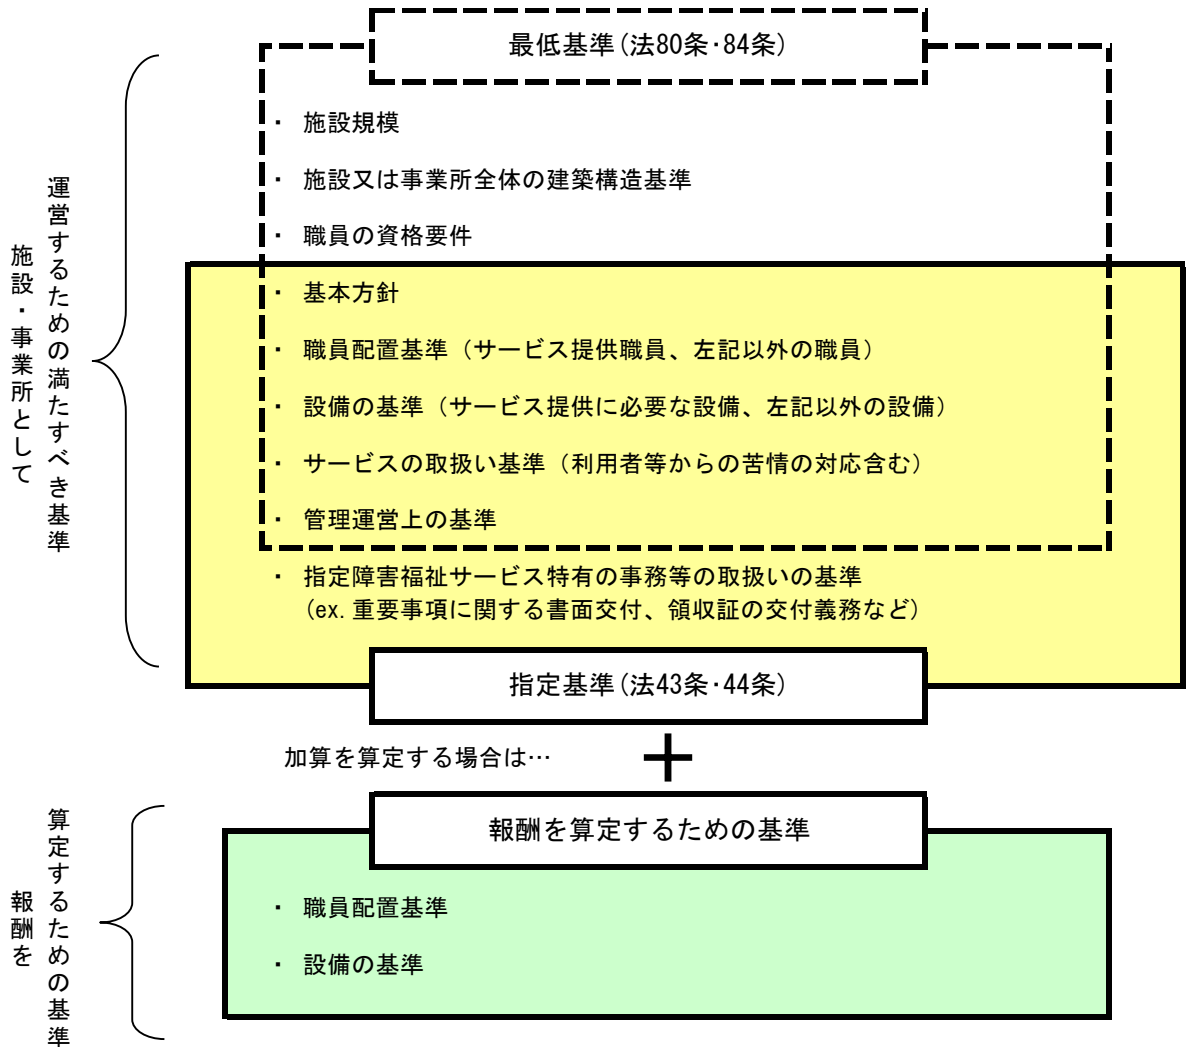 最低基準(法80条・84条)
・ 施設規模
・ 施設又は事業所全体の建築構造基準
・ 職員の資格要件
・ 基本方針
・ 職員配置基準（サービス提供職員、左記以外の職員）
・ 設備の基準（サービス提供に必要な設備、左記以外の設備）
・ サービスの取扱い基準（利用者等からの苦情の対応含む）
・ 管理運営上の基準
・ 指定障害福祉サービス特有の事務等の取扱いの基準
(ex.重要事項に関する書面交付、領収証の交付義務など)
指定基準(法43条・44条)
運営するための満たすべき基準
施設・事業所として
加算を算定する場合は…
＋
報酬を算定するための基準
・ 職員配置基準
・ 設備の基準
算定するための基準
報酬を